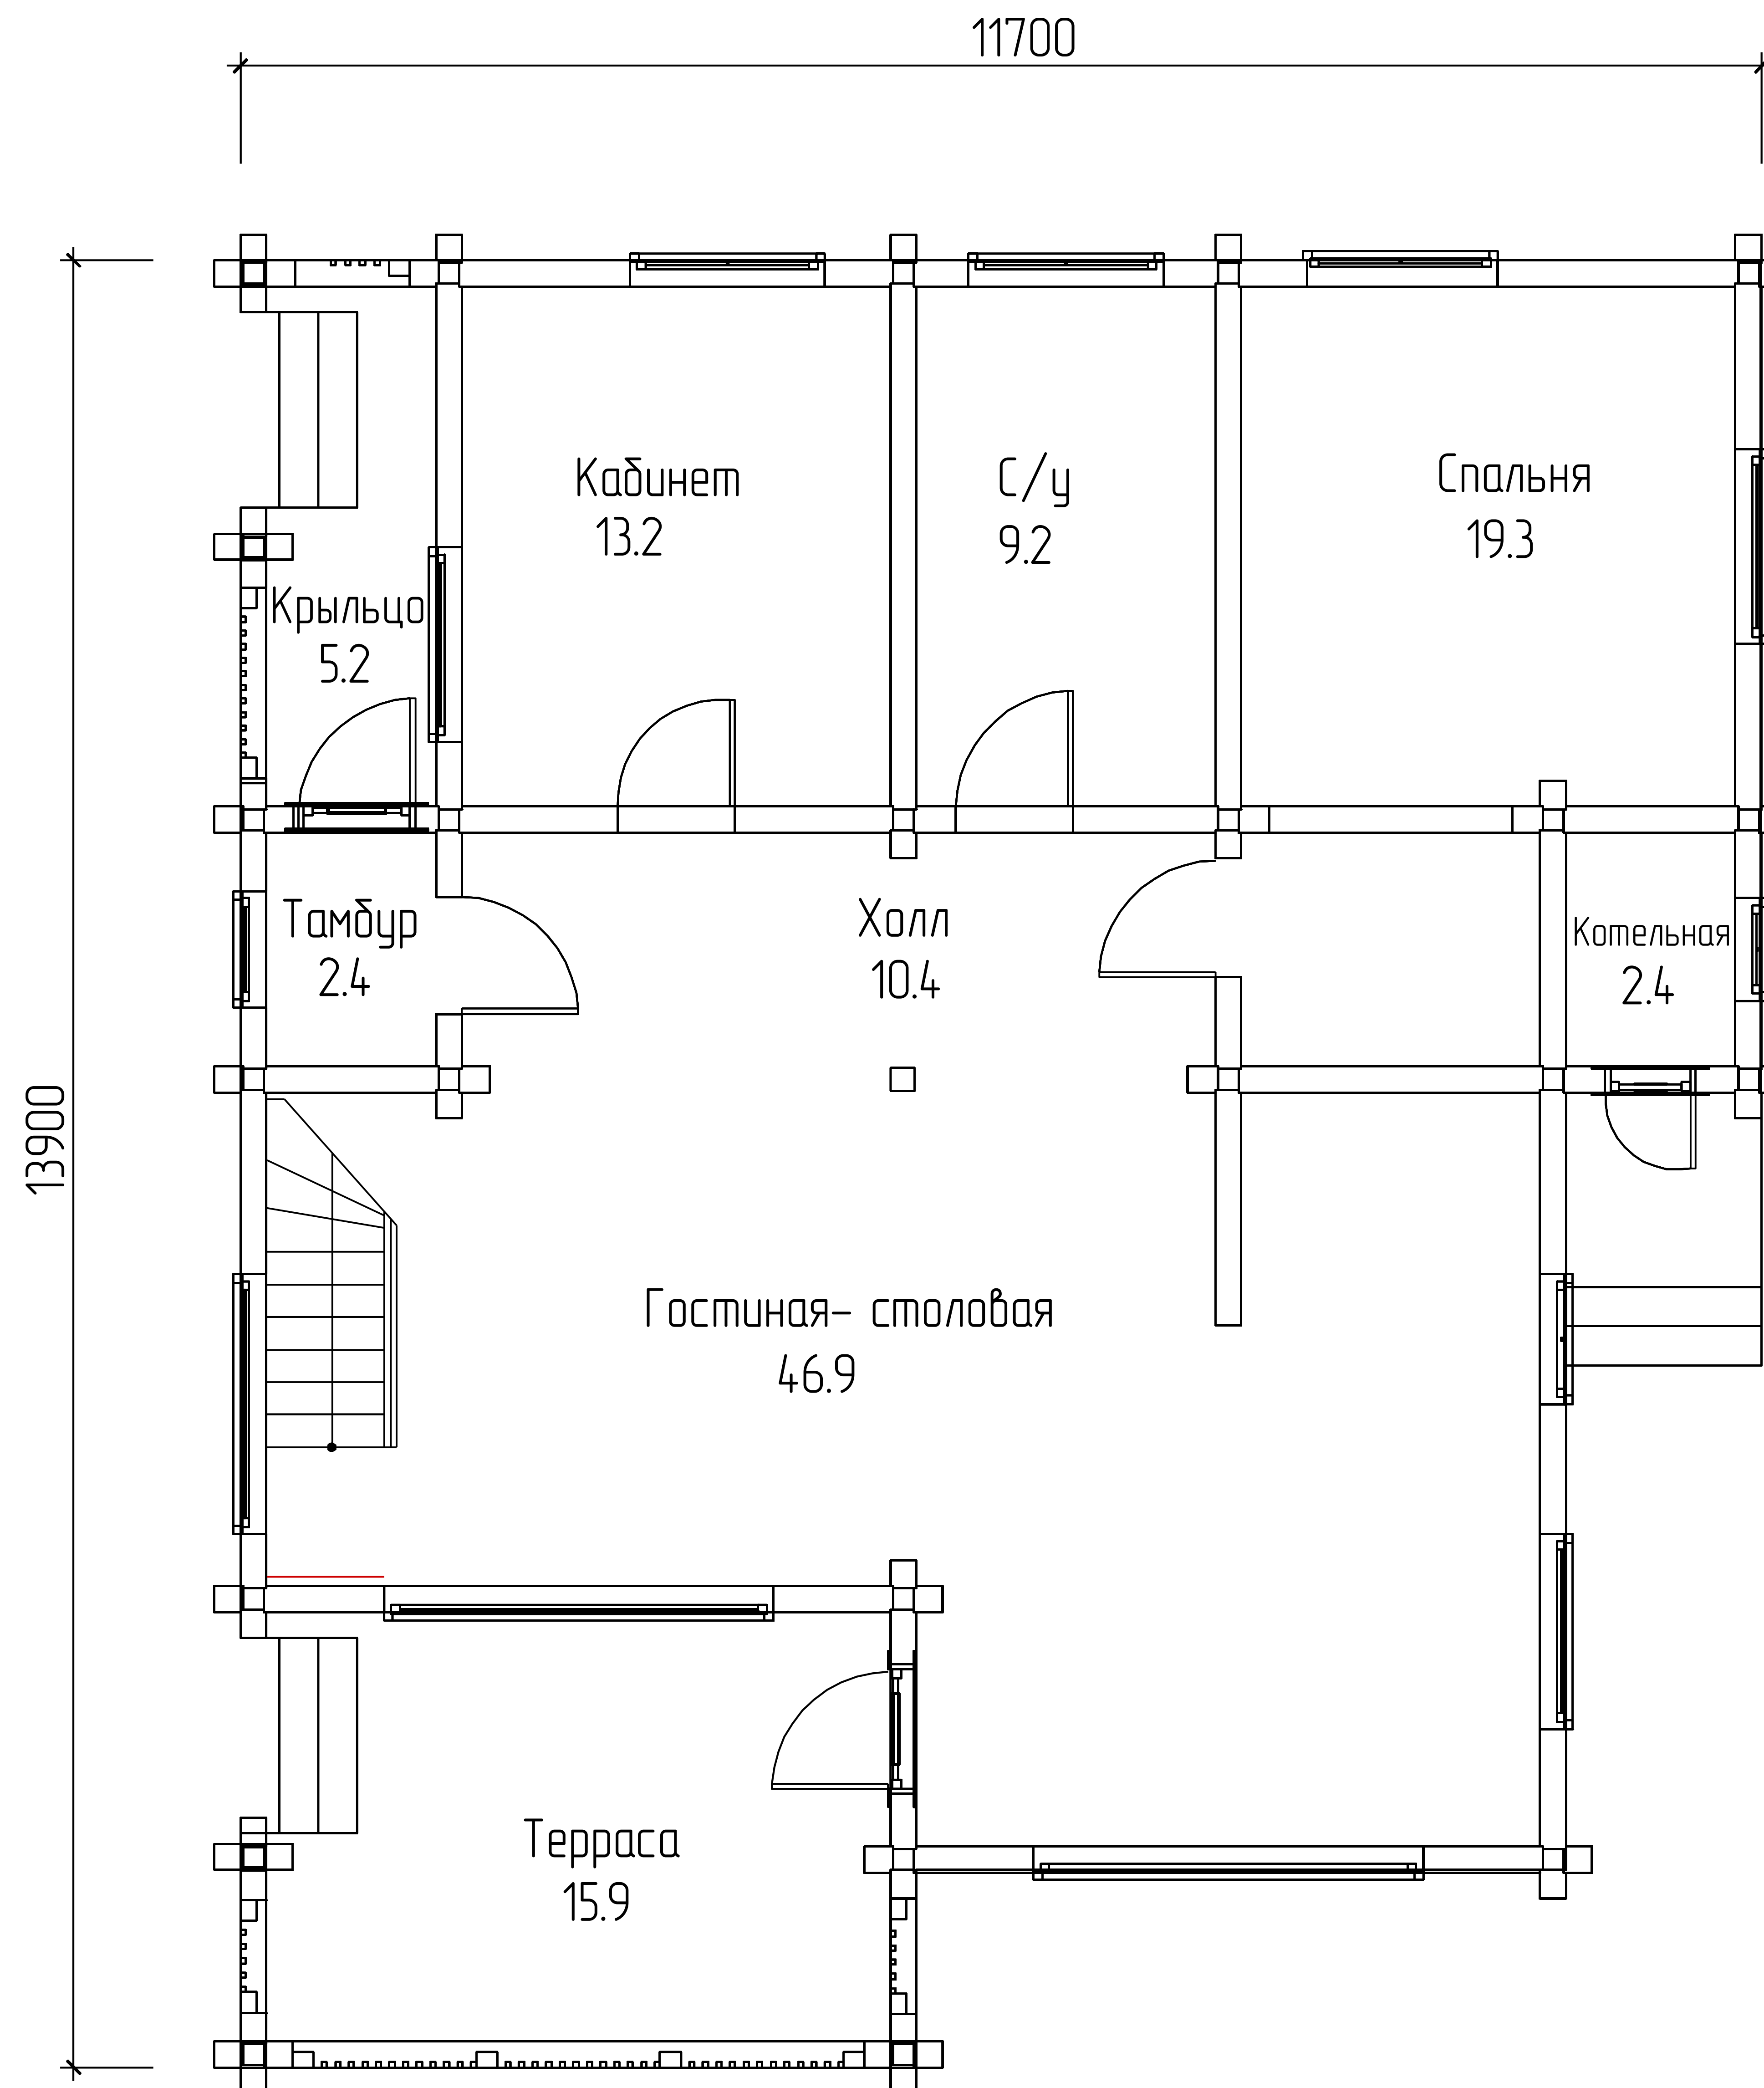 11700
Кабинет
13.2
С/у
9.2
Спальня
19.3
Крыльцо
5.2
Тамбур
2.4
Холл
10.4
Котельная
2.4
13900
Гостиная- столовая
46.9
Терраса
15.9